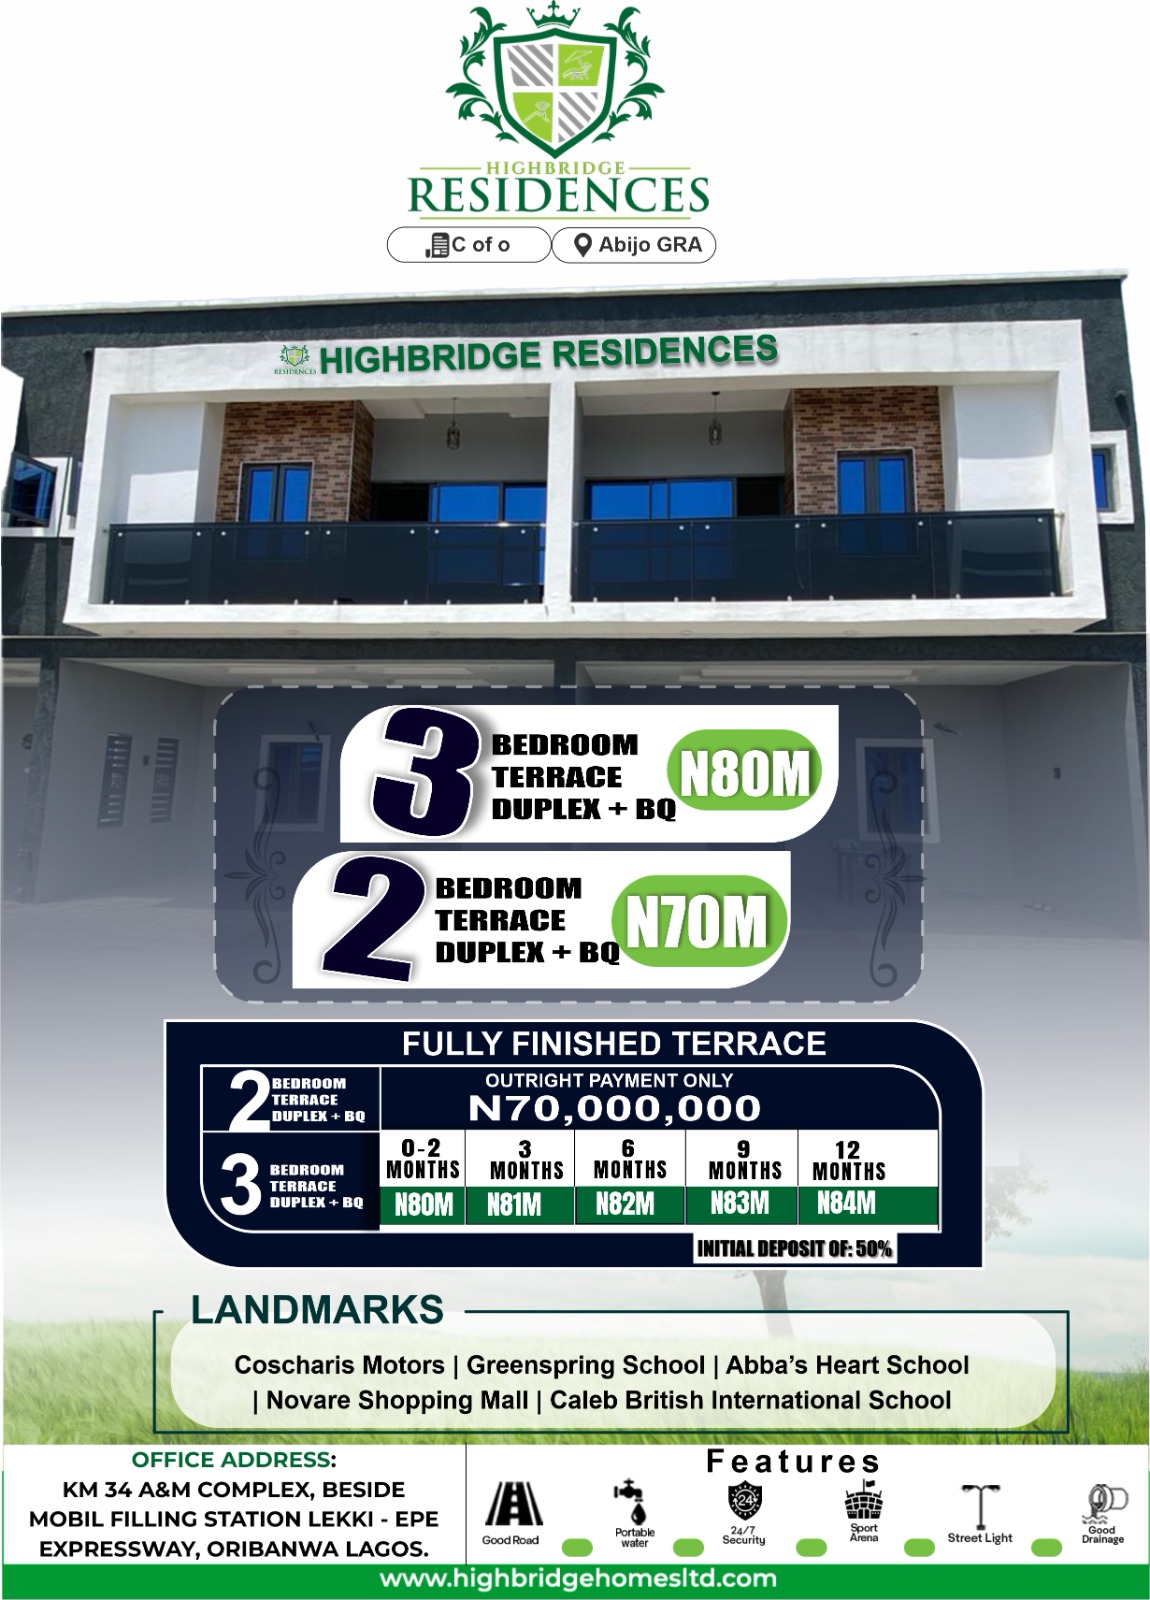 HIGHBRIDGE
RESIDENCES
C of o
Abijo GRA
RESIDENCES
HIGHBRIDGE RESIDENCES
3
BEDROOM
TERRACE
DUPLEX + BQ
N80M
2
BEDROOM
TERRACE
DUPLEX + BQ
N70M
FULLY FINISHED TERRACE
2
BEDROOM
TERRACE
DUPLEX + BQ
OUTRIGHT PAYMENT ONLY
N70,000,000
3
BEDROOM
TERRACE
DUPLEX + BQ
0-2
MONTHS
3
MONTHS
6
MONTHS
9
MONTHS
12
MONTHS
N80M
N81M
N82M
N83M
N84M
INITIAL DEPOSIT OF: 50%
LANDMARKS
Coscharis Motors | Greenspring School | Abba's Heart School
| Novare Shopping Mall | Caleb British International School
OFFICE ADDRESS:
KM 34 A&M COMPLEX, BESIDE
MOBIL FILLING STATION LEKKI - EPE
EXPRESSWAY, ORIBANWA LAGOS.
Features
Good Road
Portable
water
24
24/7
Security
Sport
Arena
Street Light
Good
Drainage
www.highbridgehomesltd.com